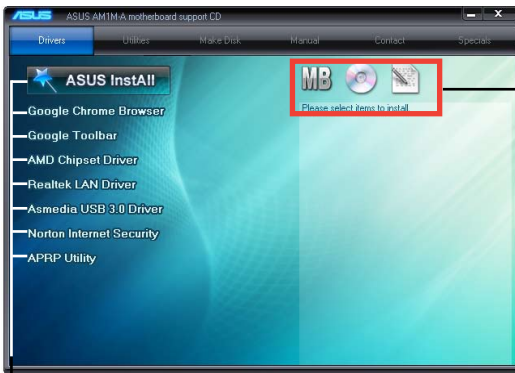 ASUS AM1M-A motherboard support CD
Drivers Utilities Make Disk Manual Contact Specials
ASUS InstAll
MB
Please select items to install.
Google Chrome Browser
Google Toolbar
AMD Chipset Driver
Realtek LAN Driver
Asmedia USB 3.0 Driver
Norton Internet Security
APRP Utility